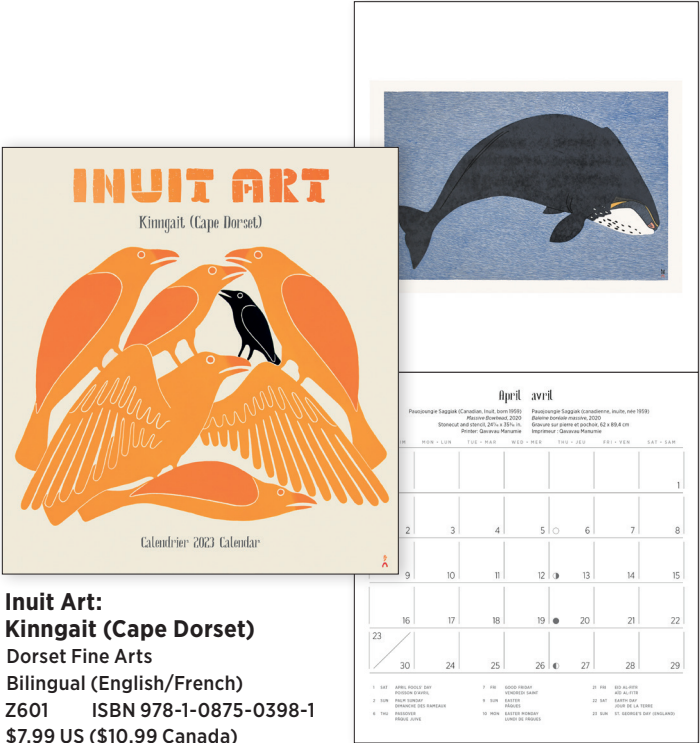 INUIT ART
Kinngait (Cape Dorset)
Calendrier 2023 Calendar
April avril
Pauojoungie Saggiak (Canadian, Inuit, born 1959)
Massive Bowhead, 2020
Printer: Qavavau Manumie
Pauojoungie Saggiak (canadienne, inuite, née 1959)
Baleine boréale massive, 2020
Gravure sur pierre et pochoir, 62 x 89,4 cm
Imprimeur : Qavavau Manumie
MON • LUN TUE • MAR WED • MER THU • JEU FRI • VEN SAT • SAM
1
2 3 4 5 6 7 8
9 10 11 12 13 14 15
16 17 18 19 20 21 22
23
30 24 25 26 27 28 29
1 SAT APRIL FOOLS' DAY
POISSON D'AVRIL
2 SUN PALM SUNDAY
DIMANCHE DES RAMEAUX
6 THU PASSOVER
PÂQUE JUIVE
7 FRI GOOD FRIDAY
VENDREDI SAINT
9 SUN EASTER
PÂQUES
10 MON EASTER MONDAY
LUNDI DE PÂQUES
21 FRI EID AL-FITR
AÏD AL-FITR
22 SAT EARTH DAY
JOUR DE LA TERRE
23 SUN ST. GEORGE'S DAY (ENGLAND)
Inuit Art:
Kinngait (Cape Dorset)
Dorset Fine Arts
Bilingual (English/French)
Z601 ISBN 978-1-0875-0398-1
$7.99 US ($10.99 Canada)